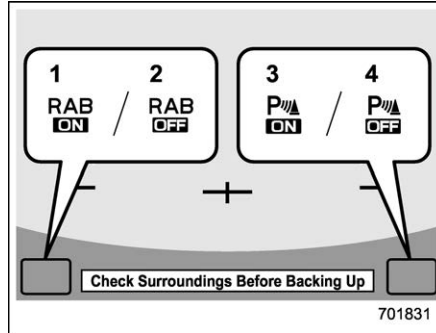 1 2
RAB / RAB
ON OFF
3 4
P / P
ON OFF
Check Surroundings Before Backing Up
701831